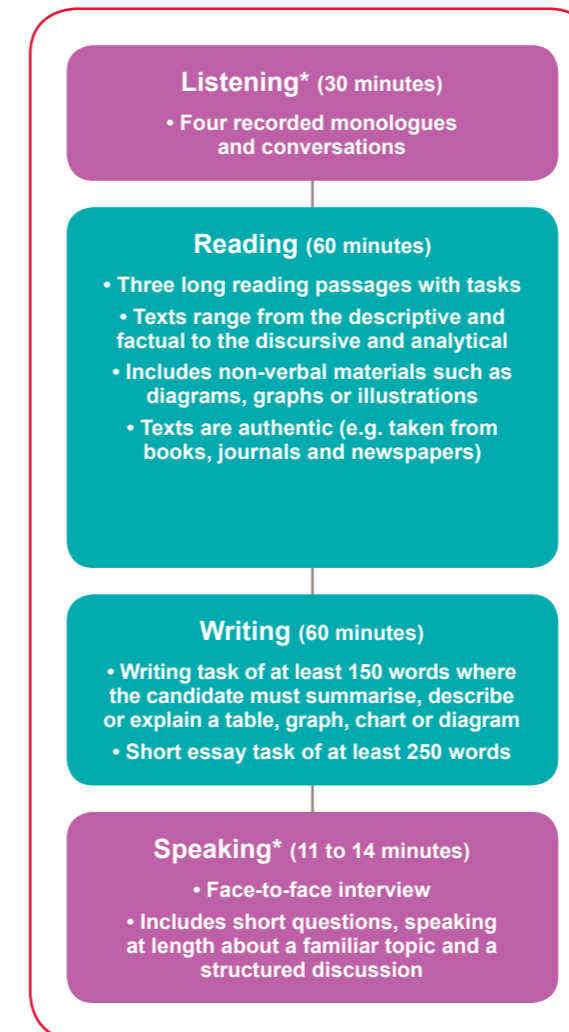 Listening* (30 minutes)
• Four recorded monologues
and conversations
Reading (60 minutes)
• Three long reading passages with tasks
• Texts range from the descriptive and
factual to the discursive and analytical
• Includes non-verbal materials such as
diagrams, graphs or illustrations
• Texts are authentic (e.g. taken from
books, journals and newspapers)
Writing (60 minutes)
• Writing task of at least 150 words where
the candidate must summarise, describe
or explain a table, graph, chart or diagram
• Short essay task of at least 250 words
Speaking* (11 to 14 minutes)
• Face-to-face interview
• Includes short questions, speaking
at length about a familiar topic and a
structured discussion